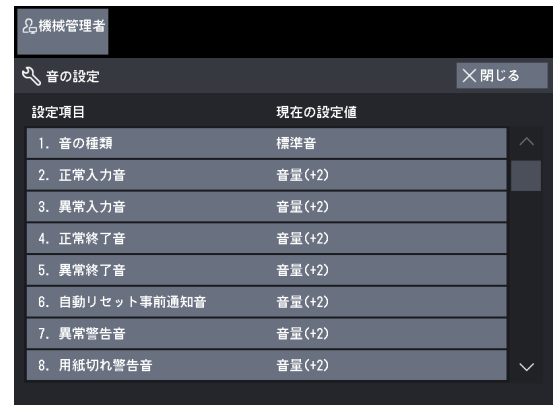 機械管理者
音の設定
閉じる
設定項目 現在の設定値
1. 音の種類 標準音
2. 正常入力音 音量(+2)
3. 異常入力音 音量(+2)
4. 正常終了音 音量(+2)
5. 異常終了音 音量(+2)
6. 自動リセット事前通知音 音量(+2)
7. 異常警告音 音量(+2)
8. 用紙切れ警告音 音量(+2)